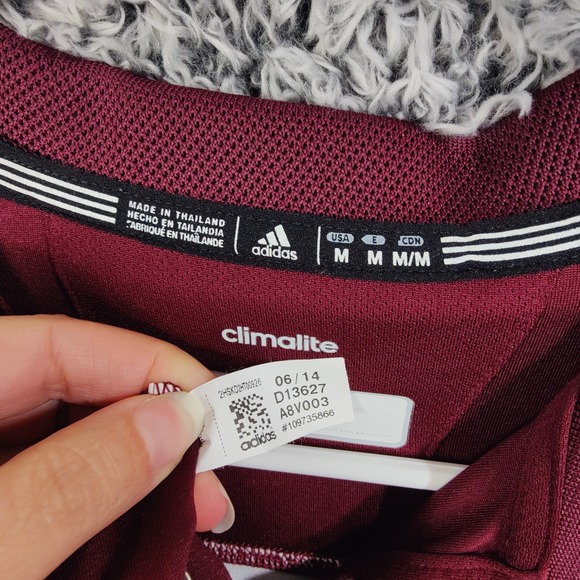 MADE IN THAILAND
HECHO EN TAILANDIA
FABRIQUÉ EN THAÏLANDE
adidas
USA E CDN
M M M/M
climalite
2HSKD2HT00926
06/14
D13627
A8V003
#109735866
adidas